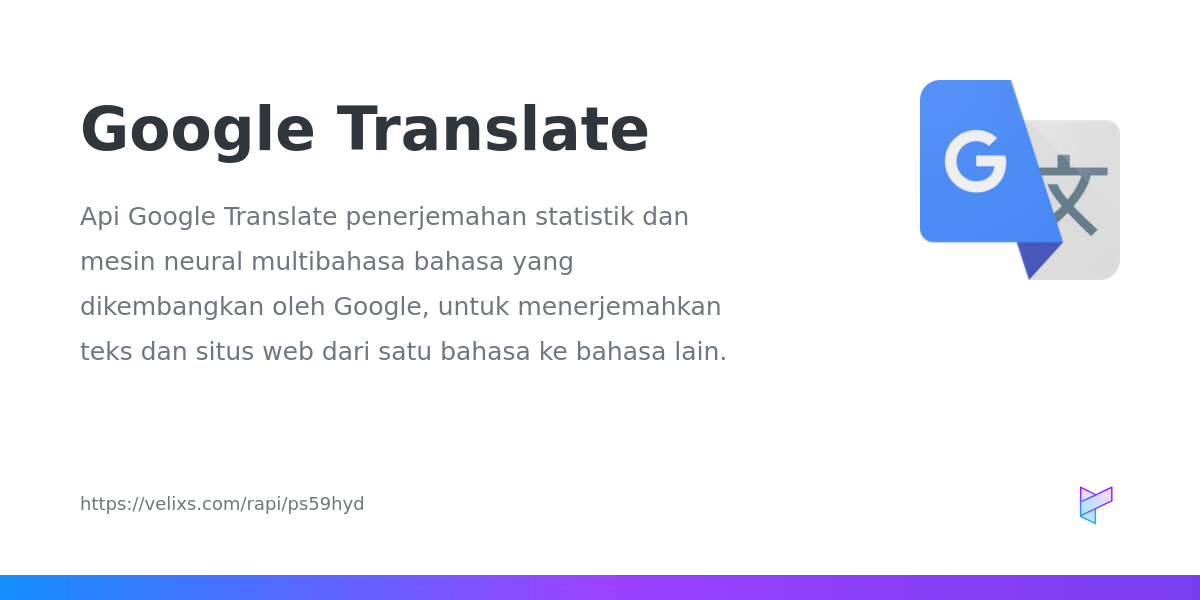 Google Translate
Api Google Translate penerjemahan statistik dan
mesin neural multibahasa bahasa yang
dikembangkan oleh Google, untuk menerjemahkan
teks dan situs web dari satu bahasa ke bahasa lain.
G
文
https://velixs.com/rapi/ps59hyd